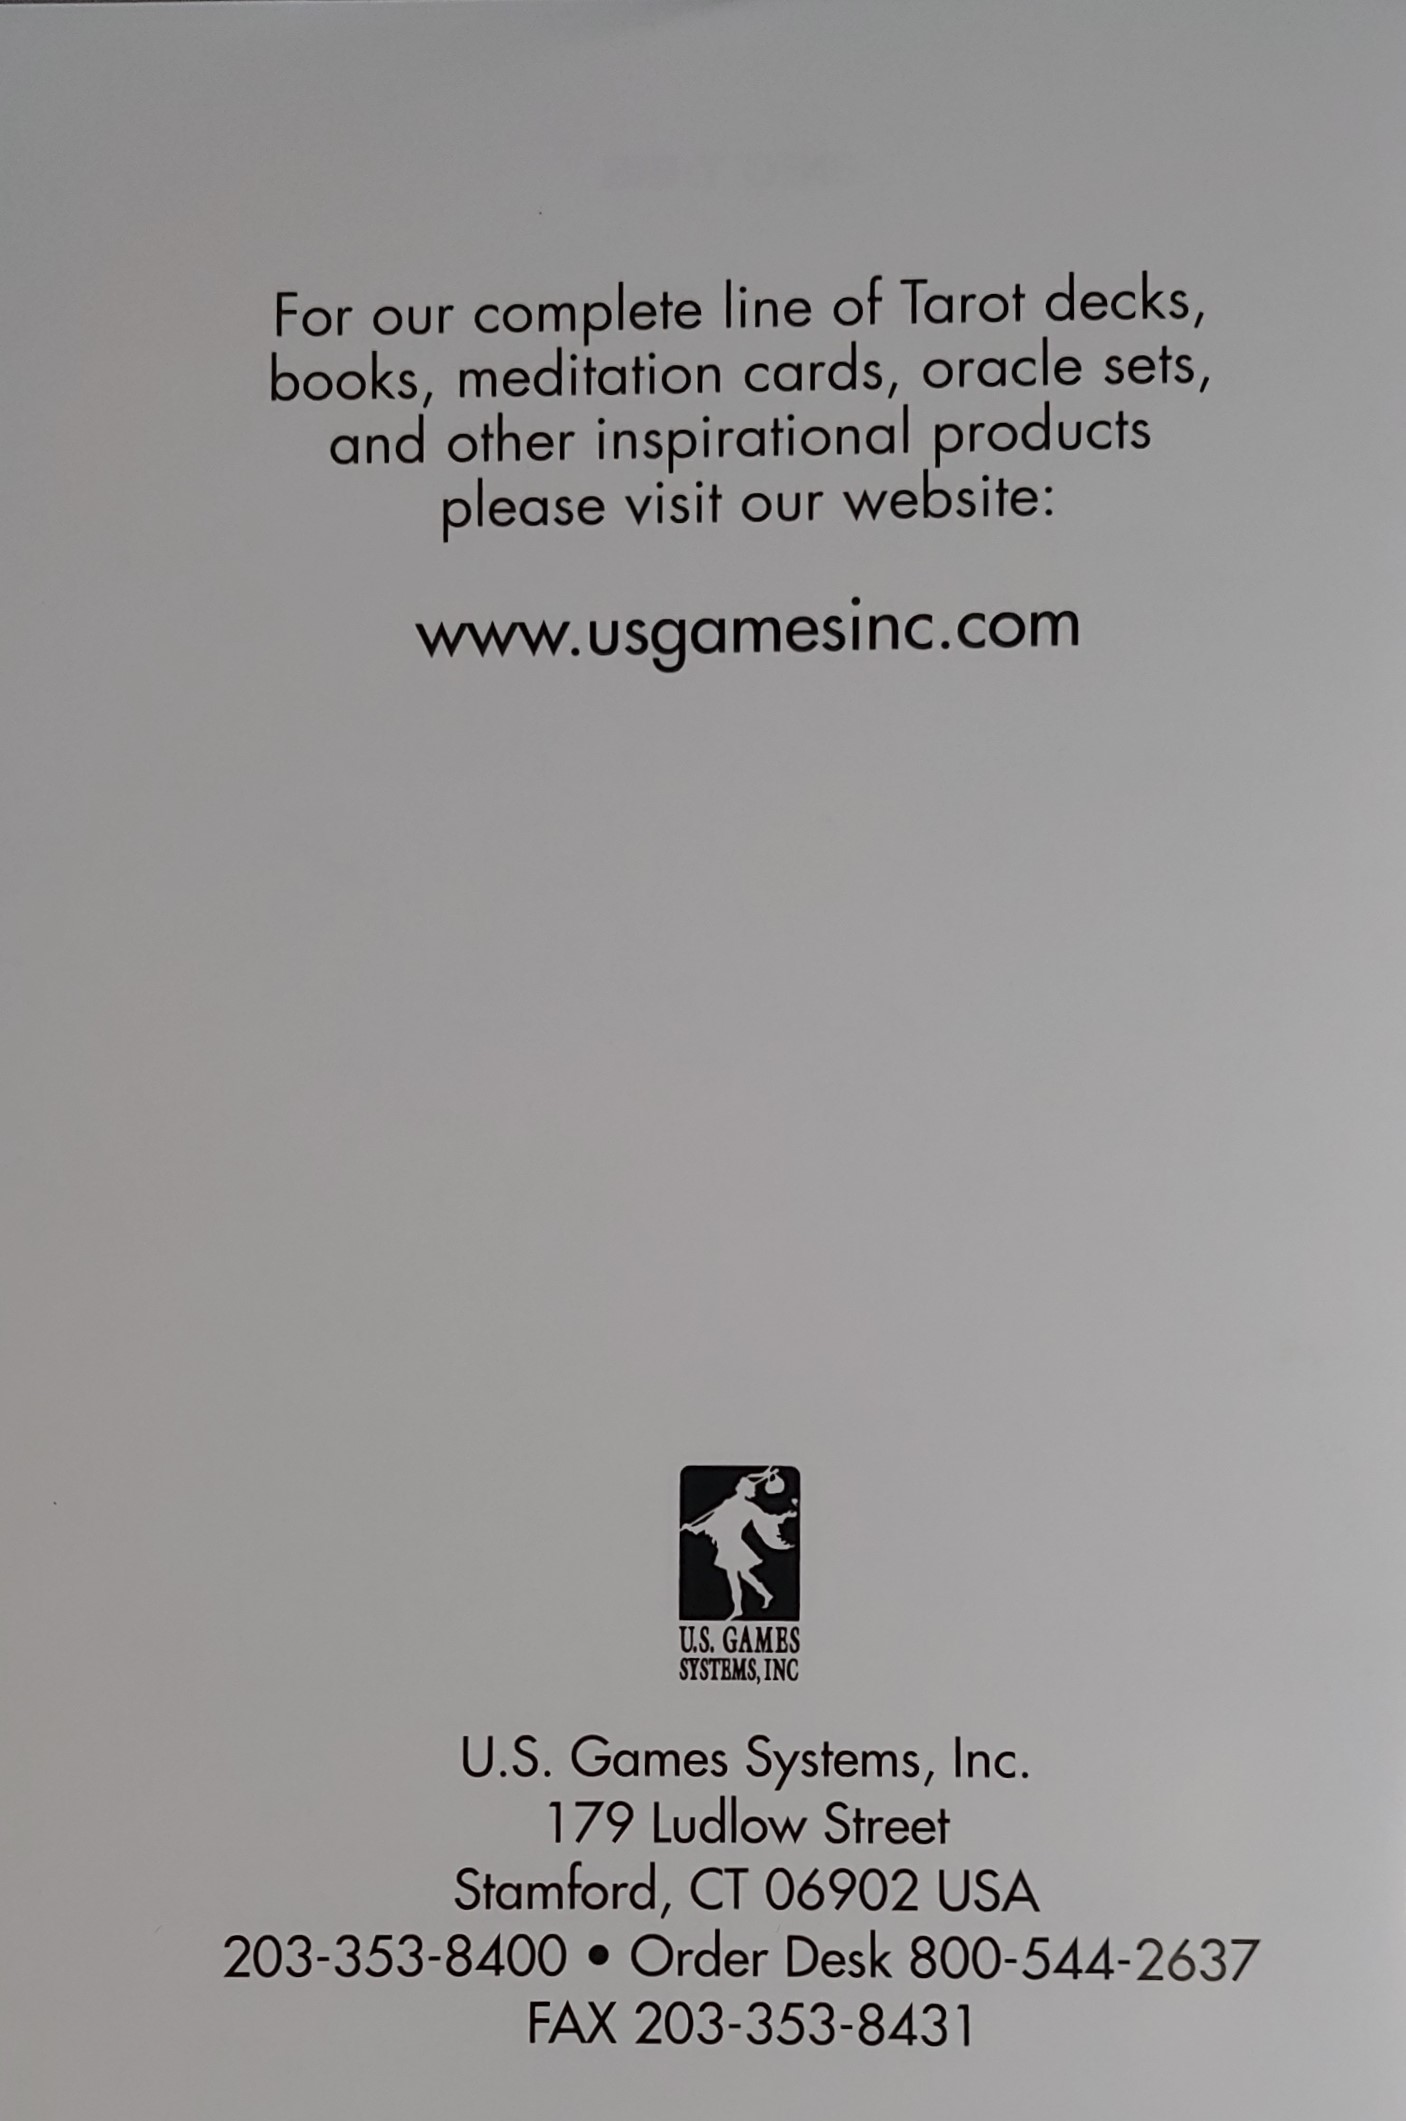 For our complete line of Tarot decks,
books, meditation cards, oracle sets,
and other inspirational products
please visit our website:
www.usgamesinc.com
U.S. GAMES
SYSTEMS, INC
U.S. Games Systems, Inc.
179 Ludlow Street
Stamford, CT 06902 USA
203-353-8400 • Order Desk 800-544-2637
FAX 203-353-8431